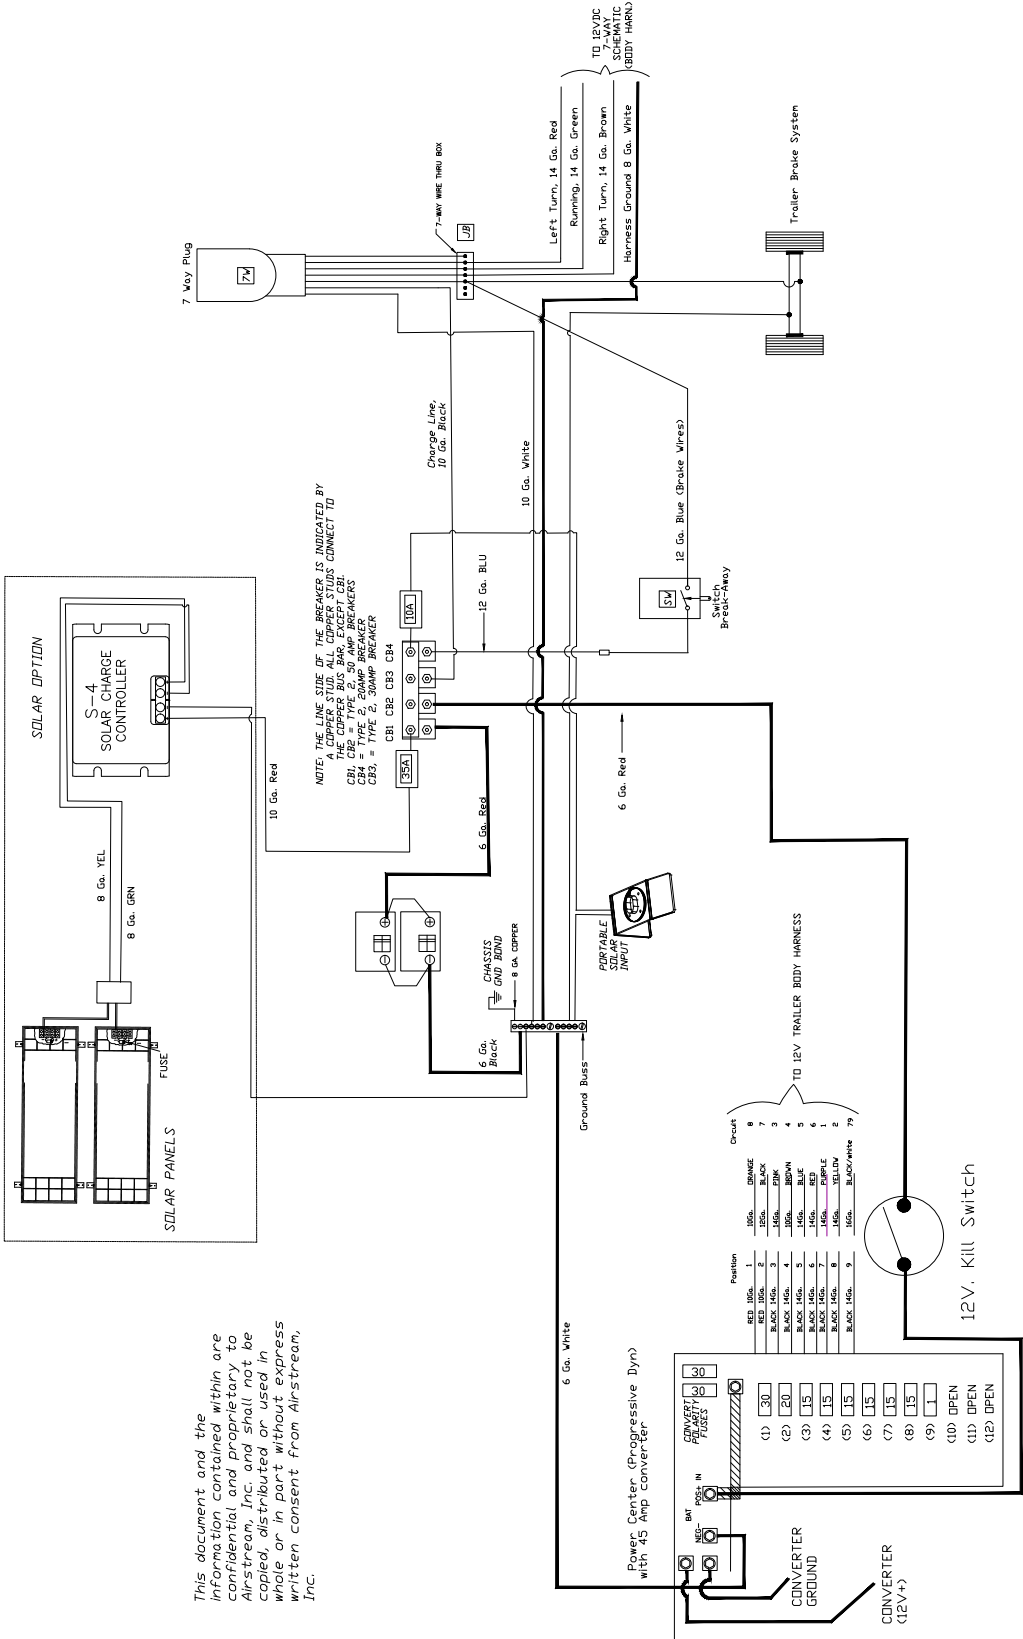 TO 12VDC
7-WAY
SCHEMATIC
(BODY HARN.)
Left Turn, 14 Ga. Red
Running, 14 Ga. Green
Right Turn, 14 Ga. Brown
Harness Ground 8 Ga. White
Trailer Brake System
7-WAY WIRE THRU BOX
JB
7 Way Plug
7W
Charge Line,
10 Ga. Black
10 Ga. White
12 Ga. Blue (Brake Wires)
SW
Switch
Break-Away
12 Ga. BLU
NOTE: THE LINE SIDE OF THE BREAKER IS INDICATED BY
A COPPER STUD. ALL COPPER STUDS CONNECT TO
THE COPPER BUS BAR, EXCEPT CB1.
CB1, CB2 = TYPE 2, 50 AMP BREAKERS
CB4 = TYPE 2, 20AMP BREAKER
CB3, = TYPE 2, 30AMP BREAKER
CB1 CB2 CB3 CB4
10A
35A
6 Ga. Red
6 Ga. Red
SOLAR OPTION
S-4
SOLAR CHARGE
CONTROLLER
10 Ga. Red
8 Ga. YEL
8 Ga. GRN
FUSE
SOLAR PANELS
CHASSIS
GND BOND
8 GA. COPPER
6 Ga.
Black
Ground Buss
PORTABLE
SOLAR
INPUT
TO 12V TRAILER BODY HARNESS
Position Circuit
RED 10Ga. 1 10Ga. ORANGE 8
RED 10Ga. 2 12Ga. BLACK 7
BLACK 14Ga. 3 14Ga. PINK 3
BLACK 14Ga. 4 10Ga. BROWN 4
BLACK 14Ga. 5 14Ga. BLUE 5
BLACK 14Ga. 6 14Ga. RED 6
BLACK 14Ga. 7 14Ga. PURPLE 1
BLACK 14Ga. 8 14Ga. YELLOW 2
BLACK 14Ga. 9 16Ga. BLACK/white 79
12V. Kill Switch
6 Ga. White
Power Center (Progressive Dyn)
with 45 Amp converter
CONVERT
POLARITY
FUSES
30
30
BAT
NEG- POS+ IN
(1) 30
(2) 20
(3) 15
(4) 15
(5) 15
(6) 15
(7) 15
(8) 15
(9) 1
(10) OPEN
(11) OPEN
(12) OPEN
CONVERTER
GROUND
CONVERTER
(12V+)
This document and the
information contained within are
confidential and proprietary to
Airstream, Inc. and shall not be
copied, distributed or used in
whole or in part without express
written consent from Airstream,
Inc.